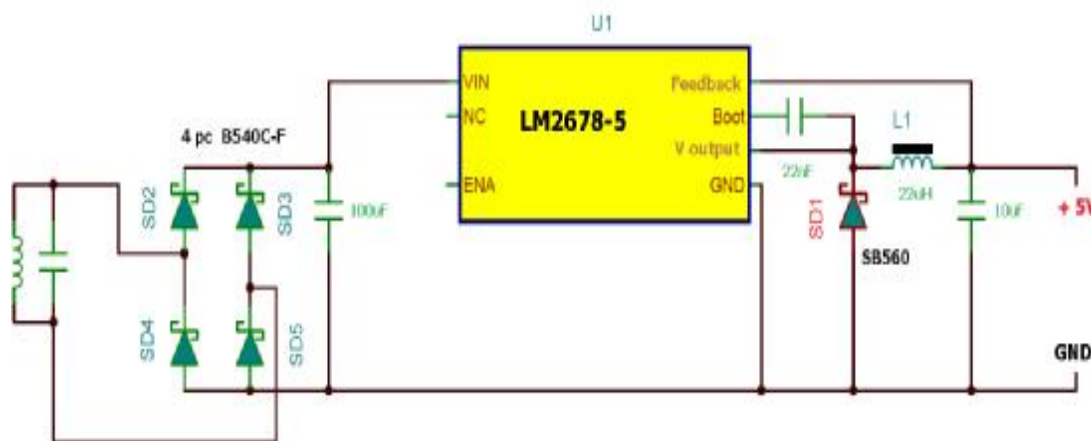 U1
VIN
Feedback
NC
LM2678-5
Boot
4 pc B540C-F
V output
L1
22nF
SD2
SD3
ENA
GND
100uF
SD1
22uH
10uF
+ 5V
SB560
SD4
SD5
GND